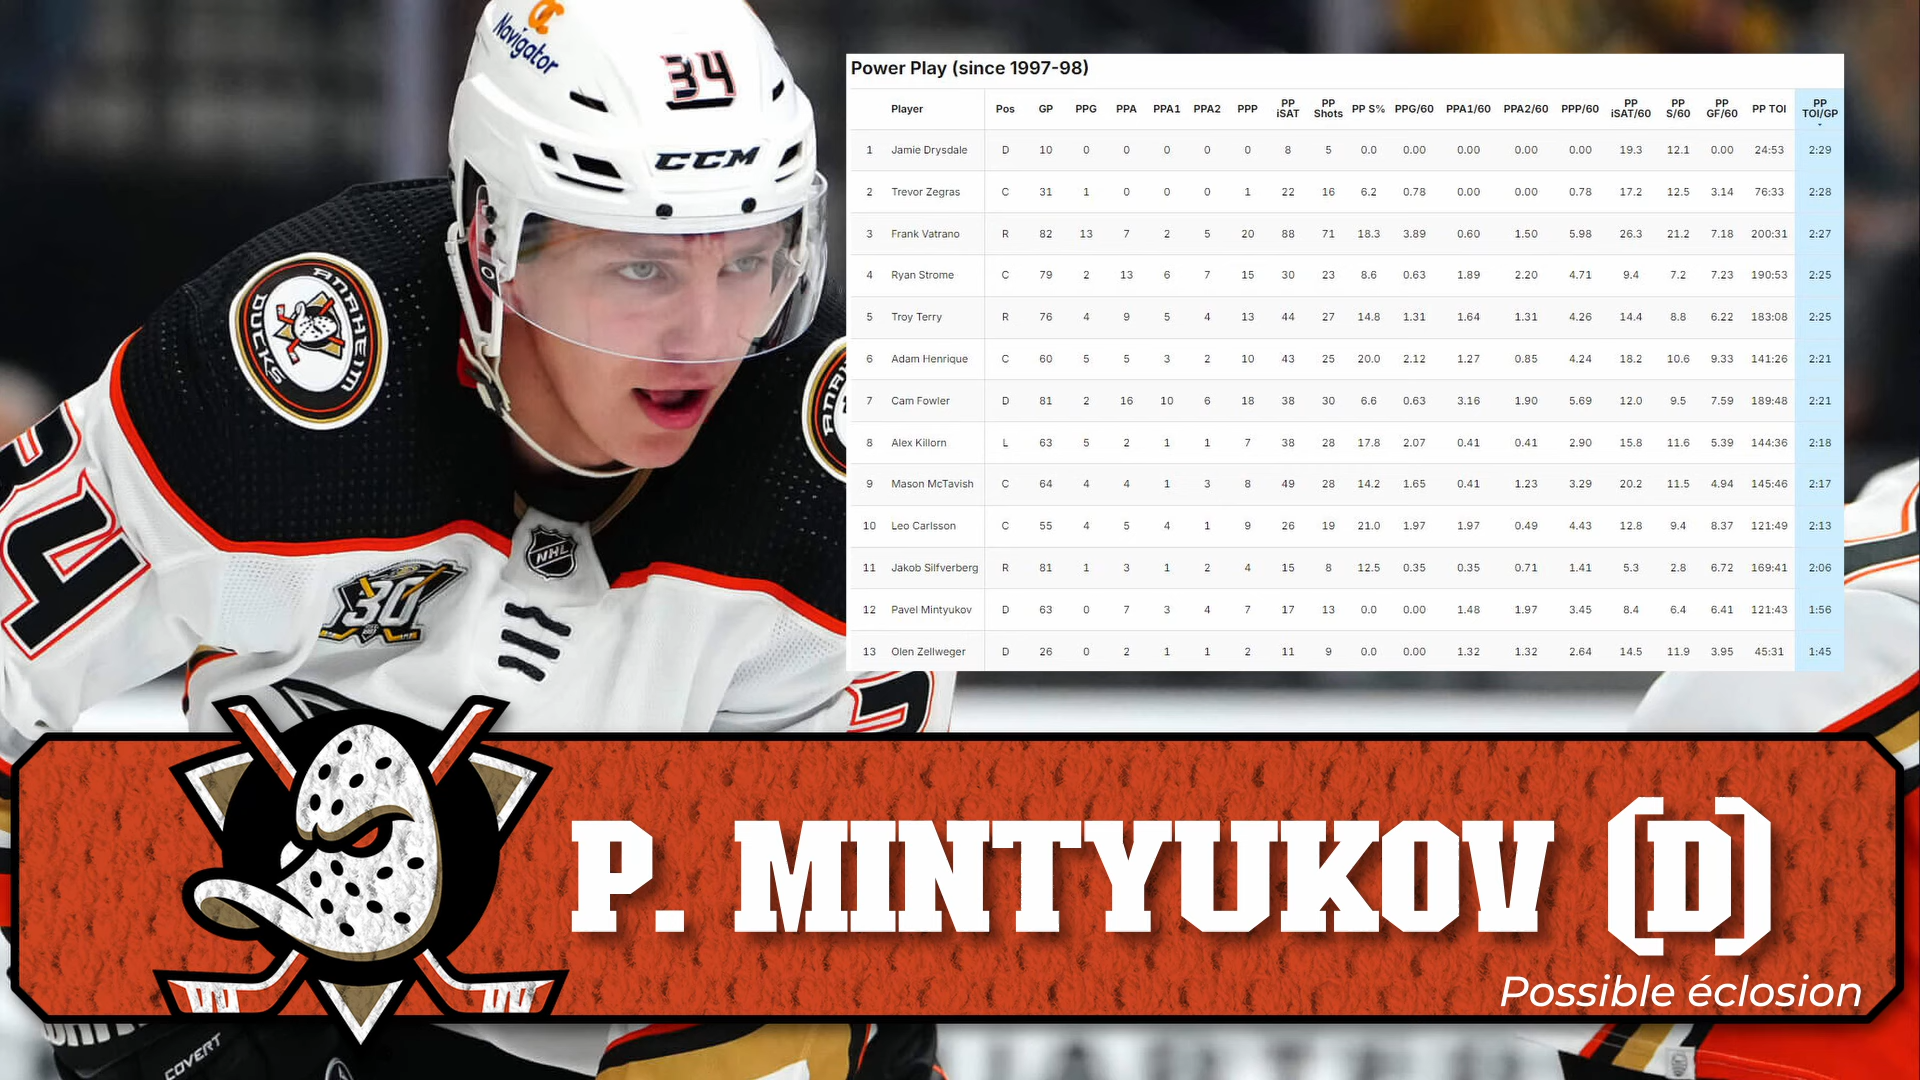 Navigator
34
CCM
ANAHEIM
DUCKS
34
NHL
30
Power Play (since 1997-98)
Player Pos GP PPG PPA PPA1 PPA2 PPP PP iSAT PP Shots PP S% PPG/60 PPA1/60 PPA2/60 PPP/60 PP iSAT/60 PP S/60 PP GF/60 PP TOI PP TOI/GP
1 Jamie Drysdale D 10 0 0 0 0 0 8 5 0.0 0.00 0.00 0.00 0.00 19.3 12.1 0.00 24:53 2:29
2 Trevor Zegras C 31 1 0 0 0 1 22 16 6.2 0.78 0.00 0.00 0.78 17.2 12.5 3.14 76:33 2:28
3 Frank Vatrano R 82 13 7 2 5 20 88 71 18.3 3.89 0.60 1.50 5.98 26.3 21.2 7.18 200:31 2:27
4 Ryan Strome C 79 2 13 6 7 15 30 23 8.6 0.63 1.89 2.20 4.71 9.4 7.2 7.23 190:53 2:25
5 Troy Terry R 76 4 9 5 4 13 44 27 14.8 1.31 1.64 1.31 4.26 14.4 8.8 6.22 183:08 2:25
6 Adam Henrique C 60 5 5 3 2 10 43 25 20.0 2.12 1.27 0.85 4.24 18.2 10.6 9.33 141:26 2:21
7 Cam Fowler D 81 2 16 10 6 18 38 30 6.6 0.63 3.16 1.90 5.69 12.0 9.5 7.59 189:48 2:21
8 Alex Killorn L 63 5 2 1 1 7 38 28 17.8 2.07 0.41 0.41 2.90 15.8 11.6 5.39 144:36 2:18
9 Mason McTavish C 64 4 4 1 3 8 49 28 14.2 1.65 0.41 1.23 3.29 20.2 11.5 4.94 145:46 2:17
10 Leo Carlsson C 55 4 5 4 1 9 26 19 21.0 1.97 1.97 0.49 4.43 12.8 9.4 8.37 121:49 2:13
11 Jakob Silfverberg R 81 1 3 1 2 4 15 8 12.5 0.35 0.35 0.71 1.41 5.3 2.8 6.72 169:41 2:06
12 Pavel Mintyukov D 63 0 7 3 4 7 17 13 0.0 0.00 1.48 1.97 3.45 8.4 6.4 6.41 121:43 1:56
13 Olen Zellweger D 26 0 2 1 1 2 11 9 0.0 0.00 1.32 1.32 2.64 14.5 11.9 3.95 45:31 1:45
P. MINTYUKOV (D)
Possible éclosion
COVERT